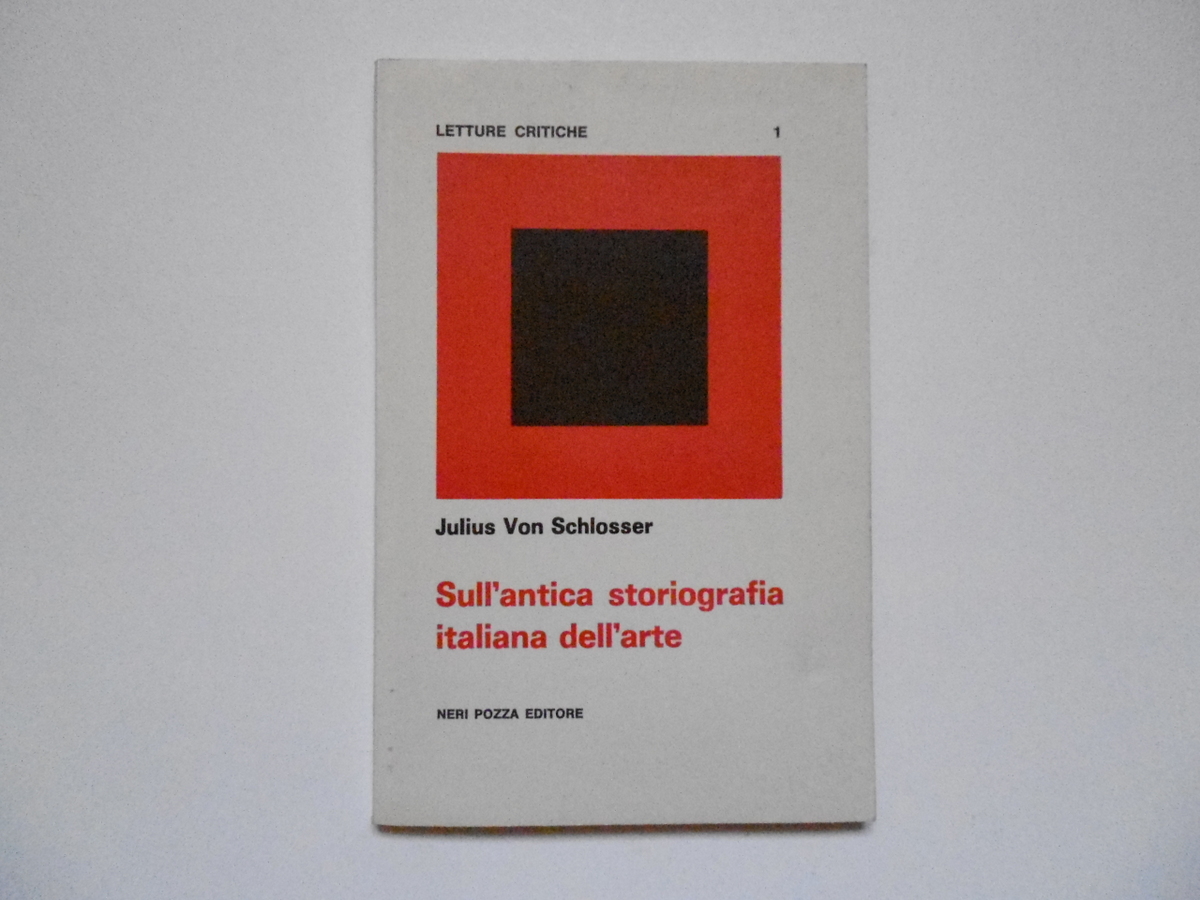 LETTURE CRITICHE 1
Julius Von Schlosser
Sull'antica storiografia
italiana dell'arte
NERI POZZA EDITORE